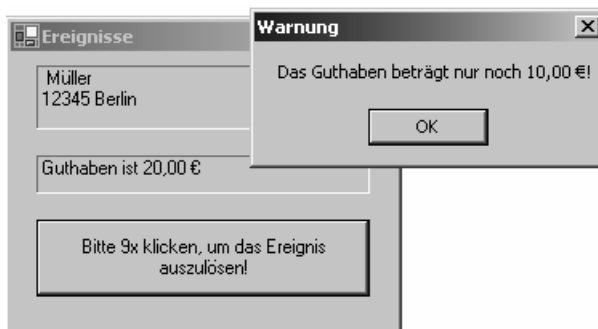 Ereignisse
Müller
12345 Berlin
Guthaben ist 20,00 €
Bitte 9x klicken, um das Ereignis
auszulösen!
Warnung
Das Guthaben beträgt nur noch 10,00 €!
OK